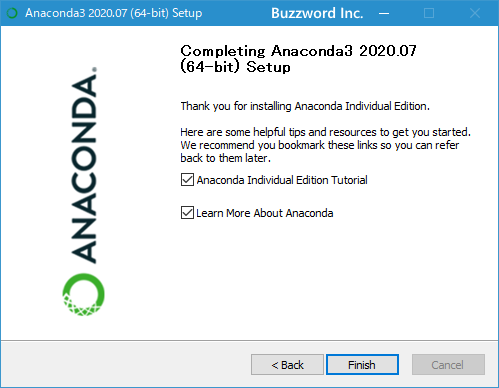 Anaconda3 2020.07 (64-bit) Setup
Buzzword Inc.
Completing Anaconda3 2020.07
(64-bit) Setup
Thank you for installing Anaconda Individual Edition.
Here are some helpful tips and resources to get you started.
We recommend you bookmark these links so you can refer
back to them later.
Anaconda Individual Edition Tutorial
Learn More About Anaconda
ANACONDA.
< Back
Finish
Cancel